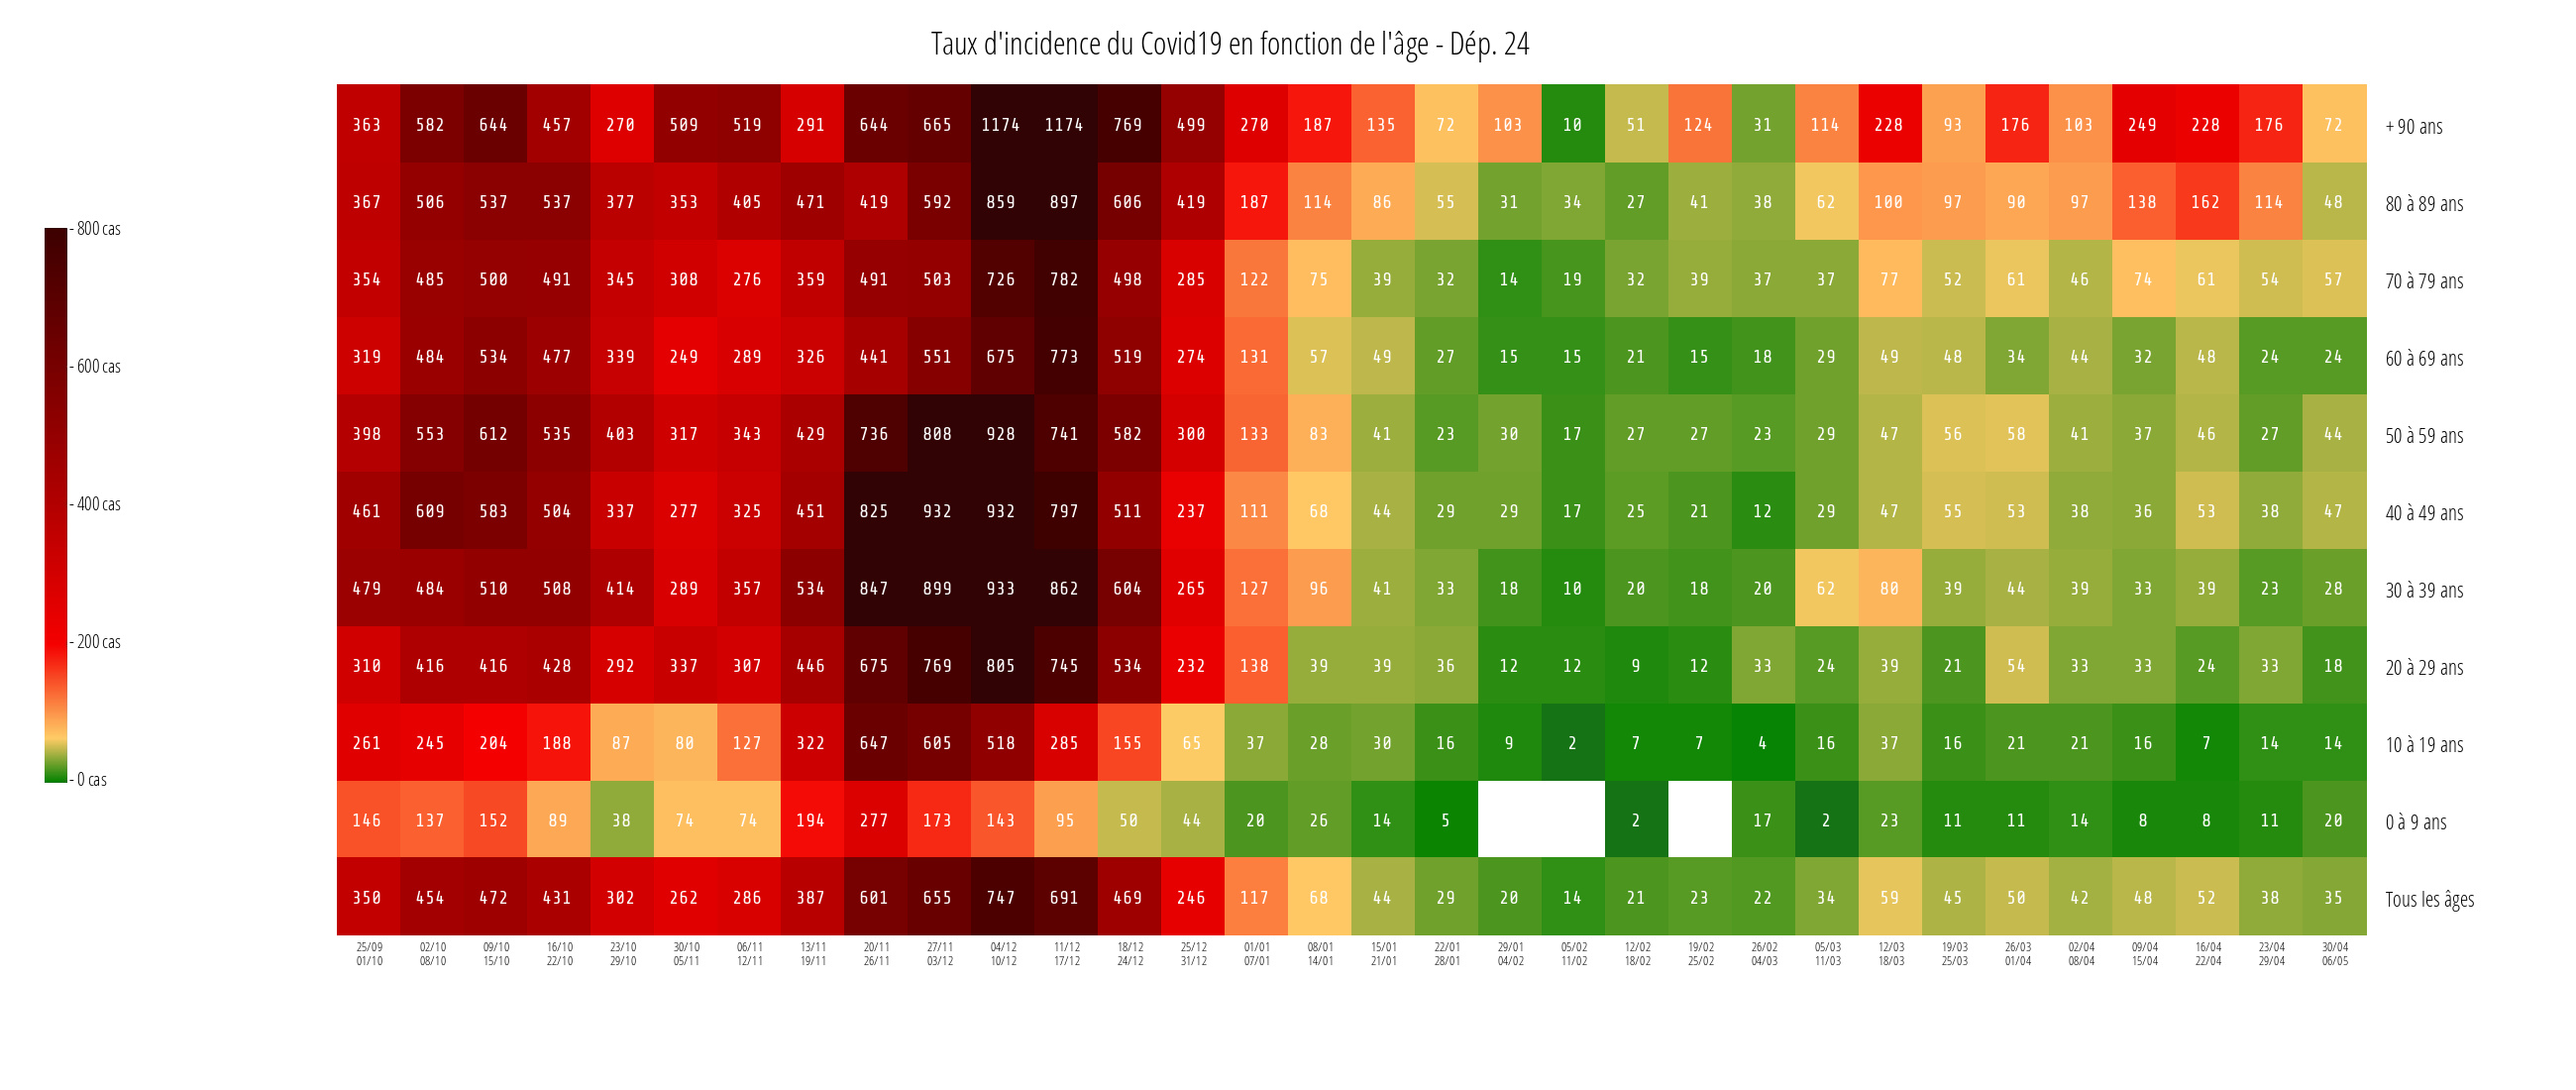 Taux d'incidence du Covid19 en fonction de l'âge - Dép. 24
- 800 cas
- 600 cas
- 400 cas
- 200 cas
- 0 cas
363 582 644 457 270 509 519 291 644 665 1174 1174 769 499 270 187 135 72 103 10 51 124 31 114 228 93 176 103 249 228 176 72 + 90 ans
367 506 537 537 377 353 405 471 419 592 859 897 606 419 187 114 86 55 31 34 27 41 38 62 100 97 90 97 138 162 114 48 80 à 89 ans
354 485 500 491 345 308 276 359 491 503 726 782 498 285 122 75 39 32 14 19 32 39 37 37 77 52 61 46 74 61 54 57 70 à 79 ans
319 484 534 477 339 249 289 326 441 551 675 773 519 274 131 57 49 27 15 15 21 15 18 29 49 48 34 44 32 48 24 24 60 à 69 ans
398 553 612 535 403 317 343 429 736 808 928 741 582 300 133 83 41 23 30 17 27 27 23 29 47 56 58 41 37 46 27 44 50 à 59 ans
461 609 583 504 337 277 325 451 825 932 932 797 511 237 111 68 44 29 29 17 25 21 12 29 47 55 53 38 36 53 38 47 40 à 49 ans
479 484 510 508 414 289 357 534 847 899 933 862 604 265 127 96 41 33 18 10 20 18 20 62 80 39 44 39 33 39 23 28 30 à 39 ans
310 416 416 428 292 337 307 446 675 769 805 745 534 232 138 39 39 36 12 12 9 12 33 24 39 21 54 33 33 24 33 18 20 à 29 ans
261 245 204 188 87 80 127 322 647 605 518 285 155 65 37 28 30 16 9 2 7 7 4 16 37 16 21 21 16 7 14 14 10 à 19 ans
146 137 152 89 38 74 74 194 277 173 143 95 50 44 20 26 14 5 2 17 2 23 11 11 14 8 8 11 20 0 à 9 ans
350 454 472 431 302 262 286 387 601 655 747 691 469 246 117 68 44 29 20 14 21 23 22 34 59 45 50 42 48 52 38 35 Tous les âges
25/09 02/10 09/10 16/10 23/10 30/10 06/11 13/11 20/11 27/11 04/12 11/12 18/12 25/12 01/01 08/01 15/01 22/01 29/01 05/02 12/02 19/02 26/02 05/03 12/03 19/03 26/03 02/04 09/04 16/04 23/04 30/04
01/10 08/10 15/10 22/10 29/10 05/11 12/11 19/11 26/11 03/12 10/12 17/12 24/12 31/12 07/01 14/01 21/01 28/01 04/02 11/02 18/02 25/02 04/03 11/03 18/03 25/03 01/04 08/04 15/04 22/04 29/04 06/05